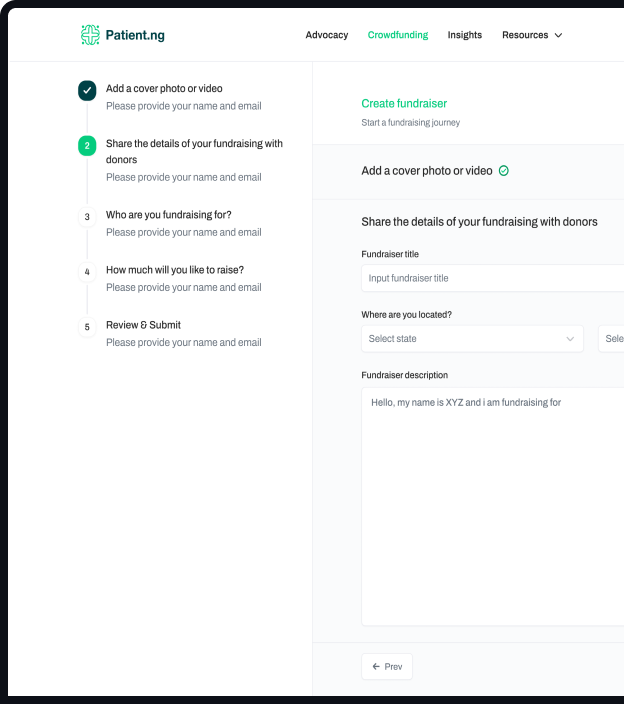 Patient.ng
Advocacy Crowdfunding Insights Resources
Add a cover photo or video
Please provide your name and email
2 Share the details of your fundraising with
donors
Please provide your name and email
3 Who are you fundraising for?
Please provide your name and email
4 How much will you like to raise?
Please provide your name and email
5 Review & Submit
Please provide your name and email
Create fundraiser
Start a fundraising journey
Add a cover photo or video
Share the details of your fundraising with donors
Fundraiser title
Input fundraiser title
Where are you located?
Select state Sele
Fundraiser description
Hello, my name is XYZ and i am fundraising for
Prev